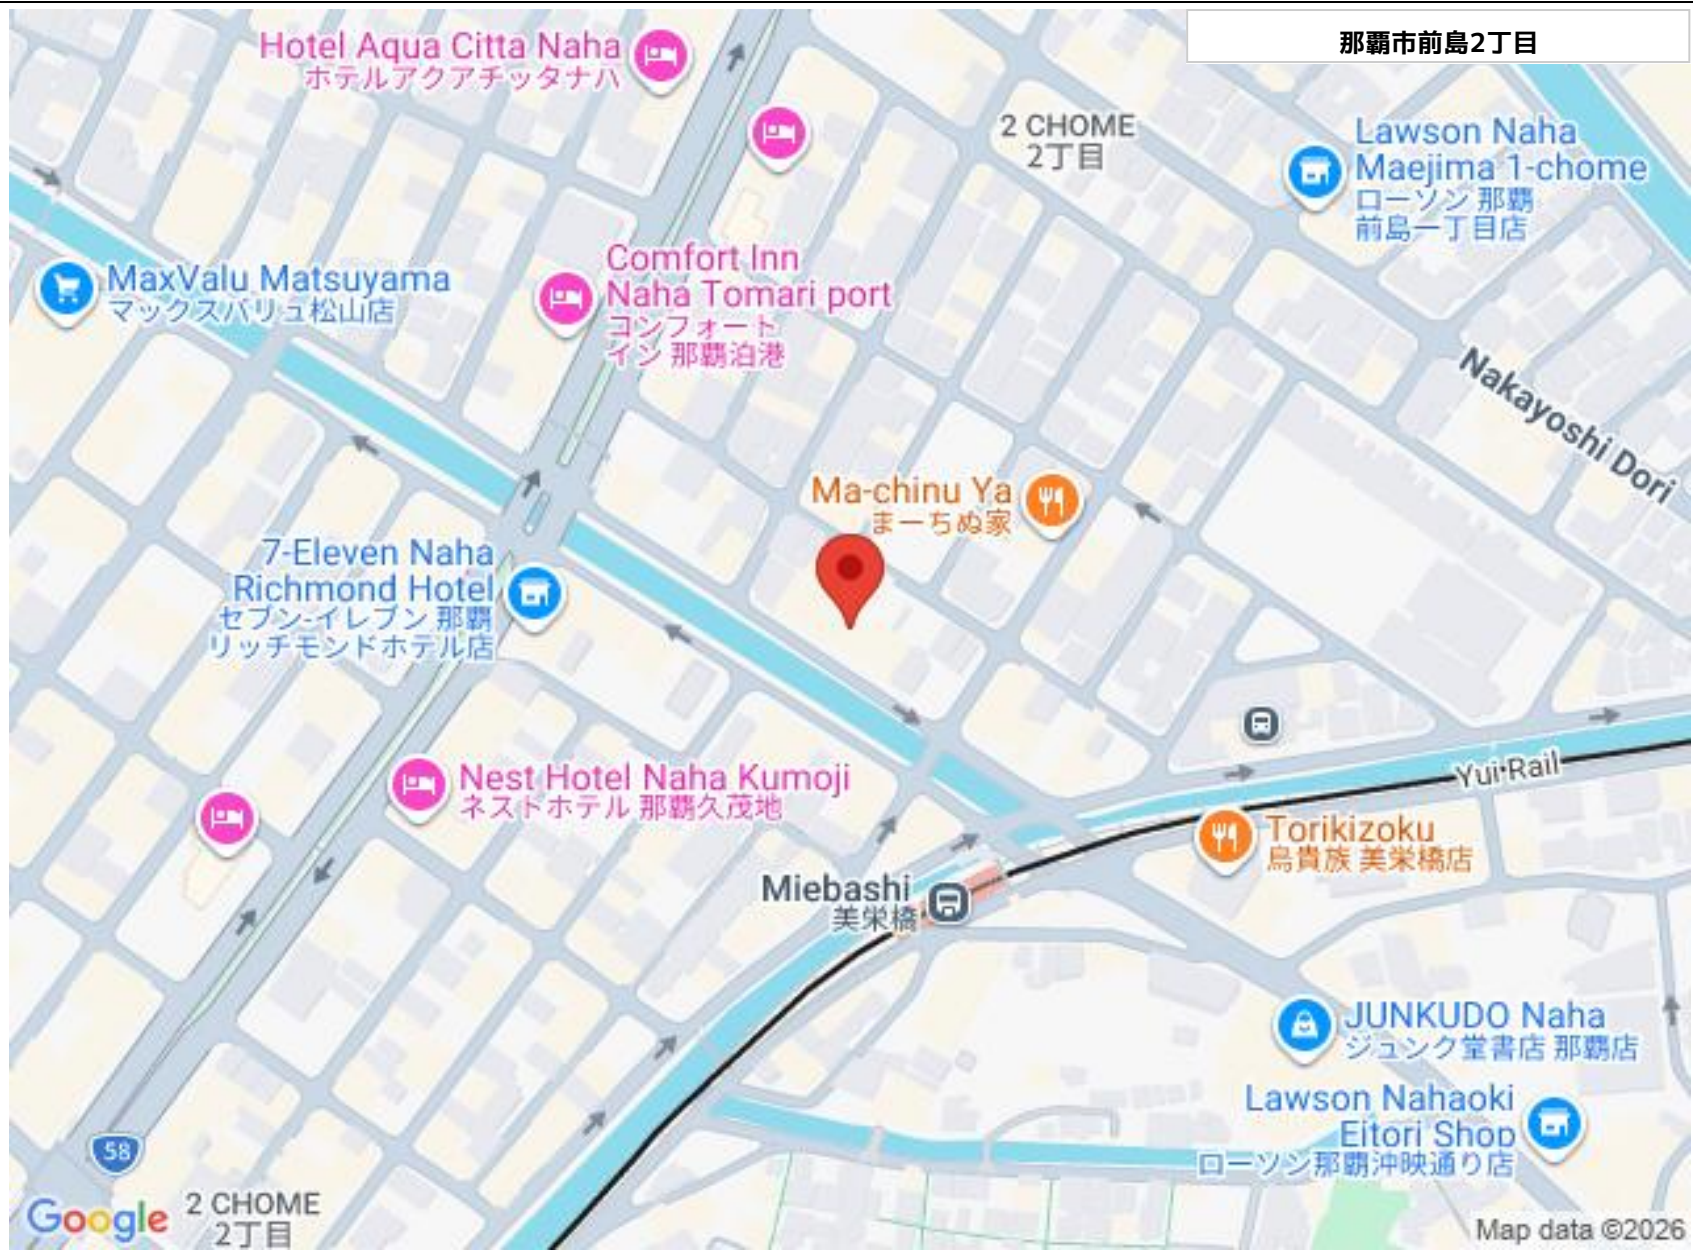 那覇市前島2丁目
Hotel Aqua Citta Naha
ホテルアクアチッタナハ
2 CHOME
2丁目
Lawson Naha
Maejima 1-chome
ローソン 那覇
前島一丁目店
MaxValu Matsuyama
マックスバリュ松山店
Comfort Inn
Naha Tomari port
コンフォート
イン 那覇泊港
Nakayoshi Dori
Ma-chinu Ya
まーちぬ家
7-Eleven Naha
Richmond Hotel
セブン-イレブン 那覇
リッチモンドホテル店
Nest Hotel Naha Kumoji
ネストホテル 那覇久茂地
Yui Rail
Torikizoku
鳥貴族 美栄橋店
Miebashi
美栄橋
JUNKUDO Naha
ジュンク堂書店 那覇店
Lawson Nahaoki
Eitori Shop
ローソン那覇沖映通り店
58
2 CHOME
2丁目
Google
Map data ©2026